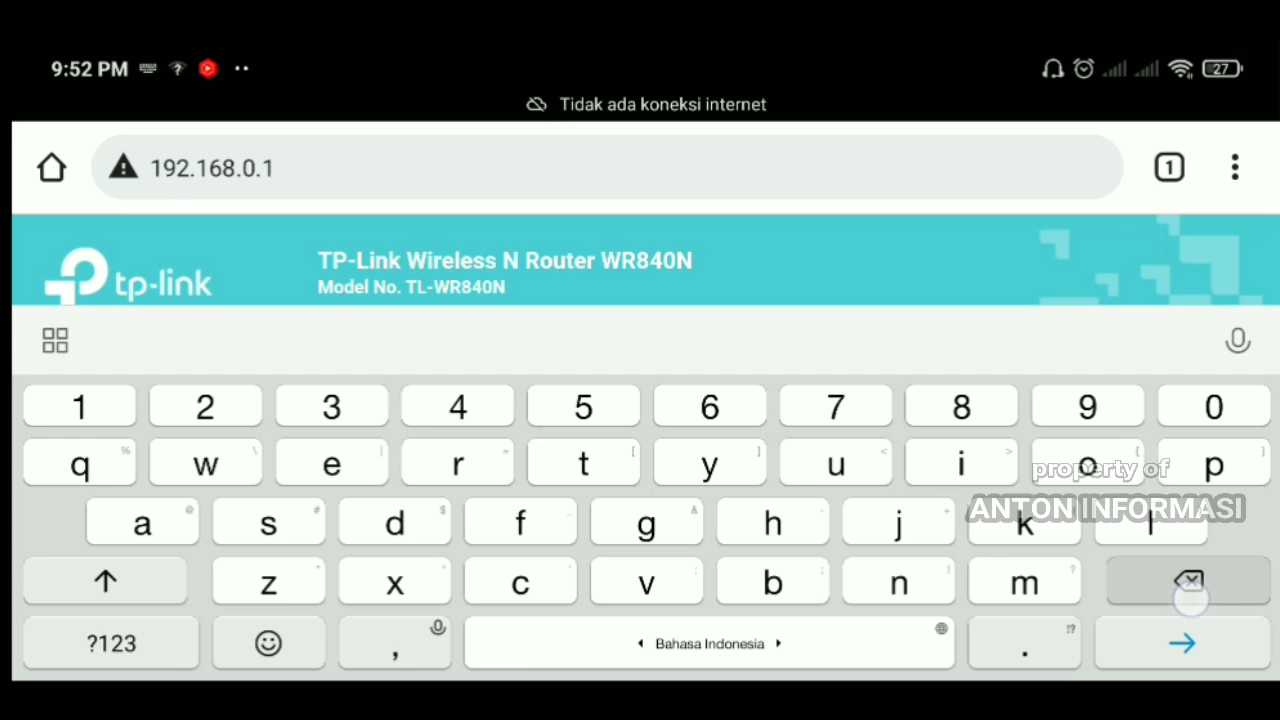 9:52 PM
27
Tidak ada koneksi internet
192.168.0.1
1
tp-link
TP-Link Wireless N Router WR840N
Model No. TL-WR840N
1 2 3 4 5 6 7 8 9 0
q w e r t y u i o p
a s d f g h j k l
z x c v b n m
?123 , Bahasa Indonesia .
property of
ANTON INFORMASI